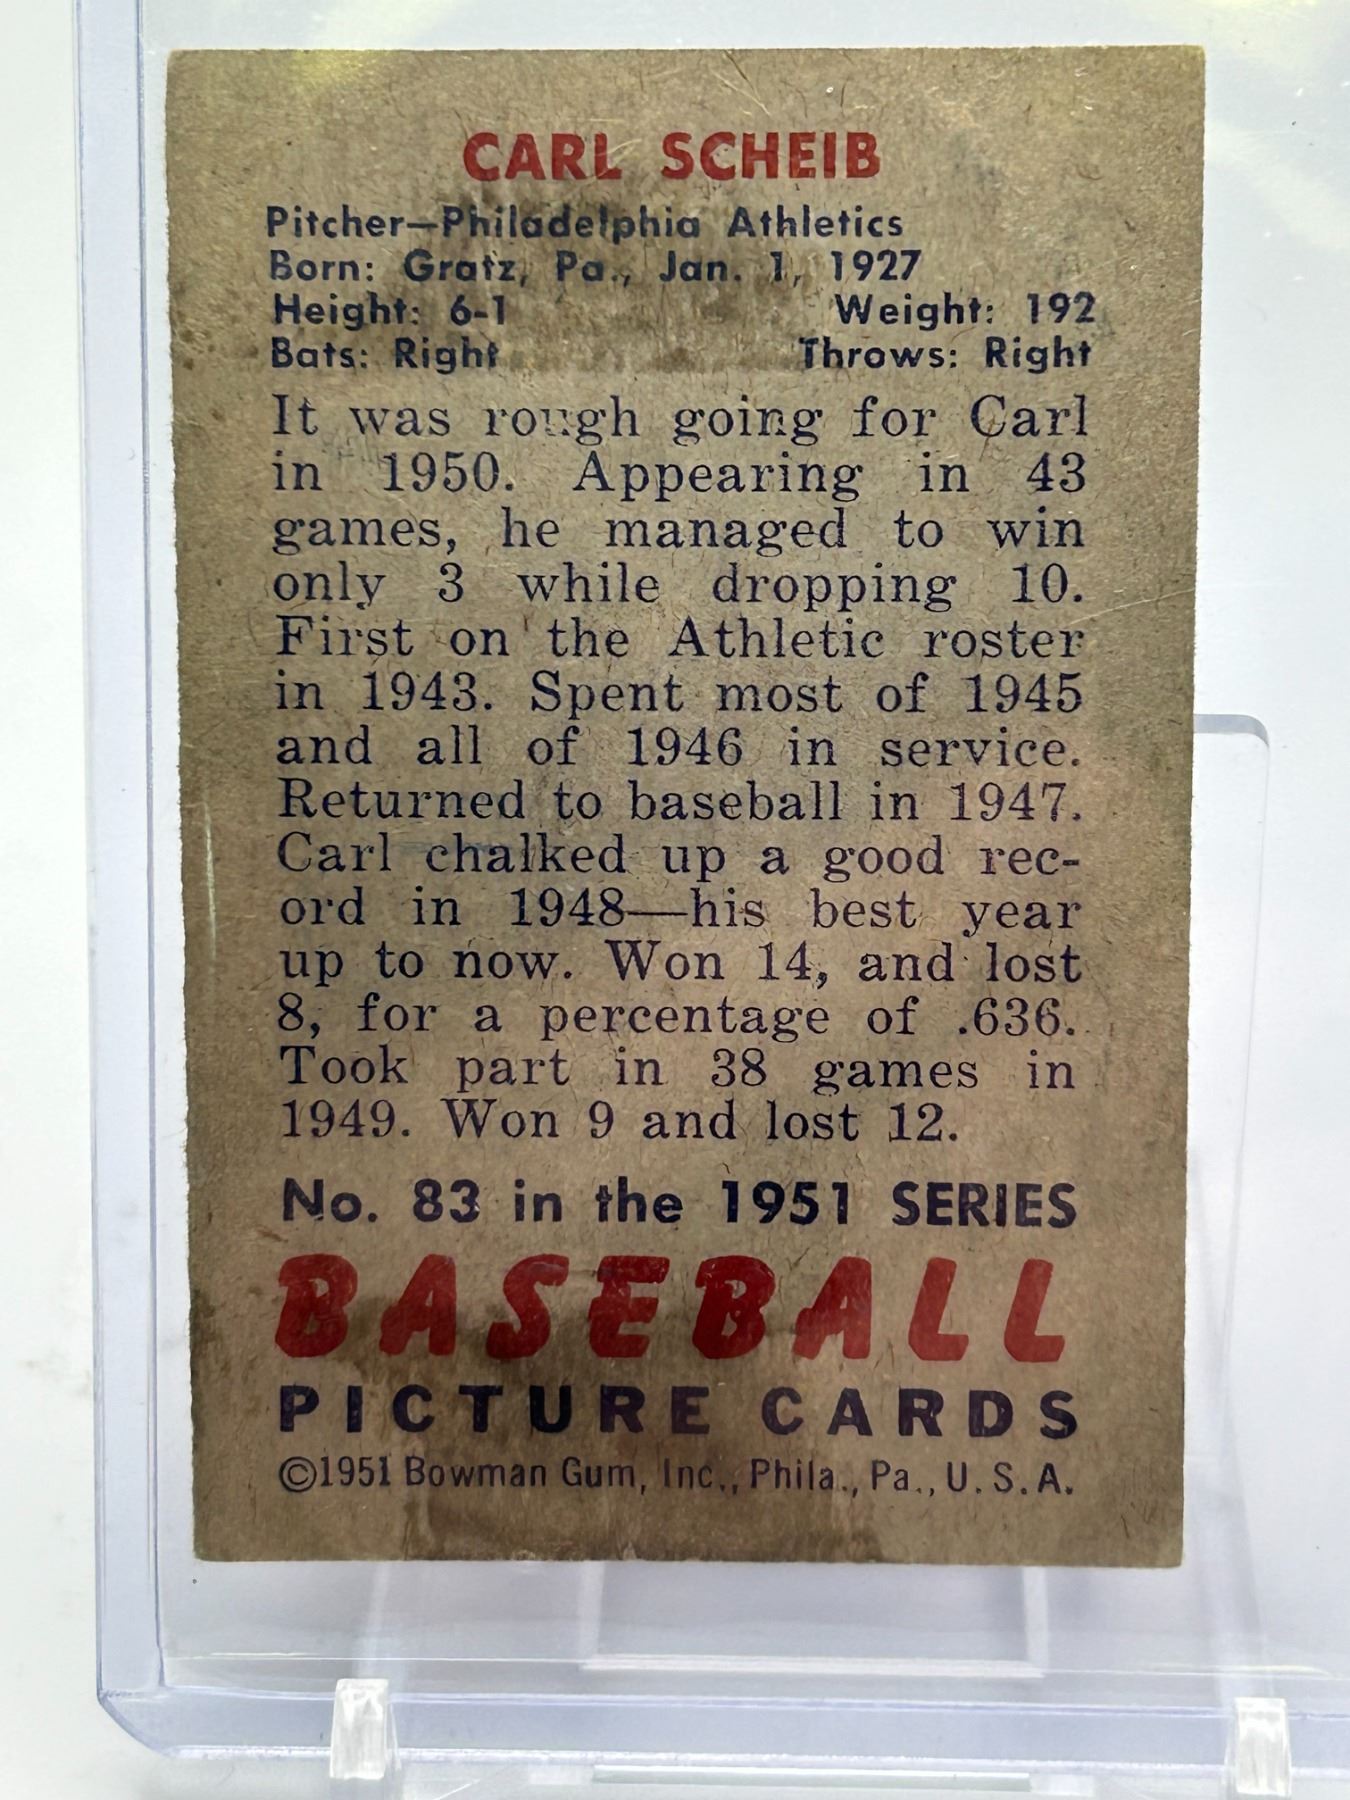 CARL SCHEIB
Pitcher—Philadelphia Athletics
Born: Gratz, Pa., Jan. 1, 1927
Height: 6-1 Weight: 192
Bats: Right Throws: Right
It was rough going for Carl
in 1950. Appearing in 43
games, he managed to win
only 3 while dropping 10.
First on the Athletic roster
in 1943. Spent most of 1945
and all of 1946 in service.
Returned to baseball in 1947.
Carl chalked up a good rec-
ord in 1948—his best year
up to now. Won 14, and lost
8, for a percentage of .636.
Took part in 38 games in
1949. Won 9 and lost 12.
No. 83 in the 1951 SERIES
BASEBALL
PICTURE CARDS
©1951 Bowman Gum, Inc., Phila., Pa., U. S. A.